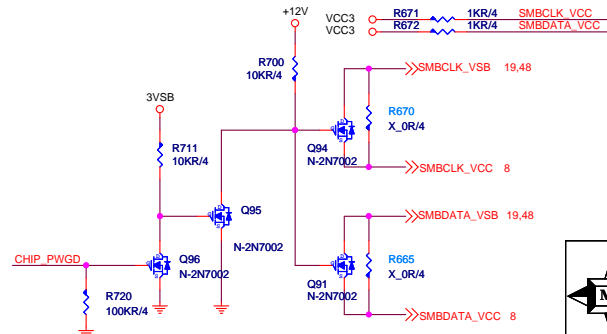 +12V
VCC3 R671 1KR/4 SMBCLK_VCC
VCC3 R672 1KR/4 SMBDATA_VCC
R700
10KR/4
SMBCLK_VSB 19,48
3VSB
R670
X_0R/4
R711
10KR/4
Q94
N-2N7002
SMBCLK_VCC 8
Q95
N-2N7002
SMBDATA_VSB 19,48
CHIP_PWGD
Q96
N-2N7002
R665
X_0R/4
Q91
N-2N7002
R720
100KR/4
SMBDATA_VCC 8